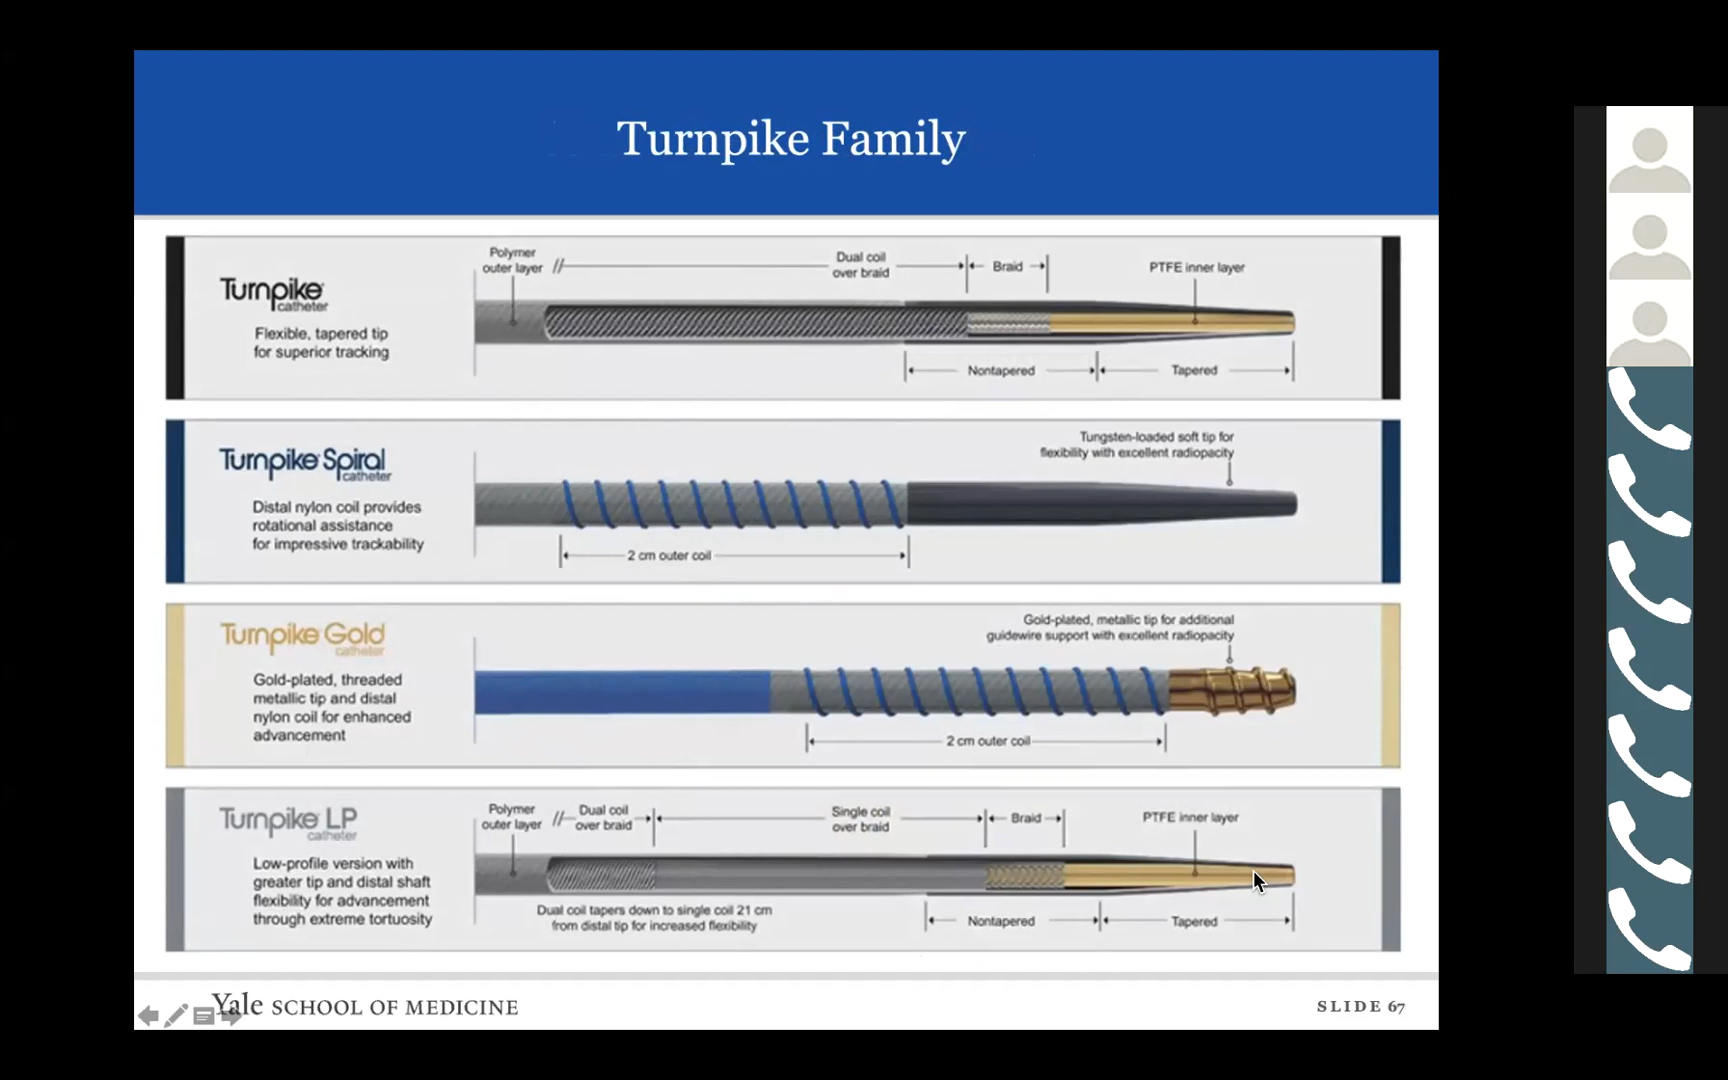 Turnpike Family
Polymer
outer layer
Dual coil
over braid
Braid
PTFE inner layer
Turnpike
catheter
Flexible, tapered tip
for superior tracking
Nontapered
Tapered
Tungsten-loaded soft tip for
flexibility with excellent radiopacity
Turnpike Spiral
catheter
Distal nylon coil provides
rotational assistance
for impressive trackability
2 cm outer coil
Gold-plated, metallic tip for additional
guidewire support with excellent radiopacity
Turnpike Gold
catheter
Gold-plated, threaded
metallic tip and distal
nylon coil for enhanced
advancement
2 cm outer coil
Polymer
outer layer
Dual coil
over braid
Single coil
over braid
Braid
PTFE inner layer
Turnpike LP
catheter
Low-profile version with
greater tip and distal shaft
flexibility for advancement
through extreme tortuosity
Dual coil tapers down to single coil 21 cm
from distal tip for increased flexibility
Nontapered
Tapered
Yale SCHOOL OF MEDICINE
SLIDE 67